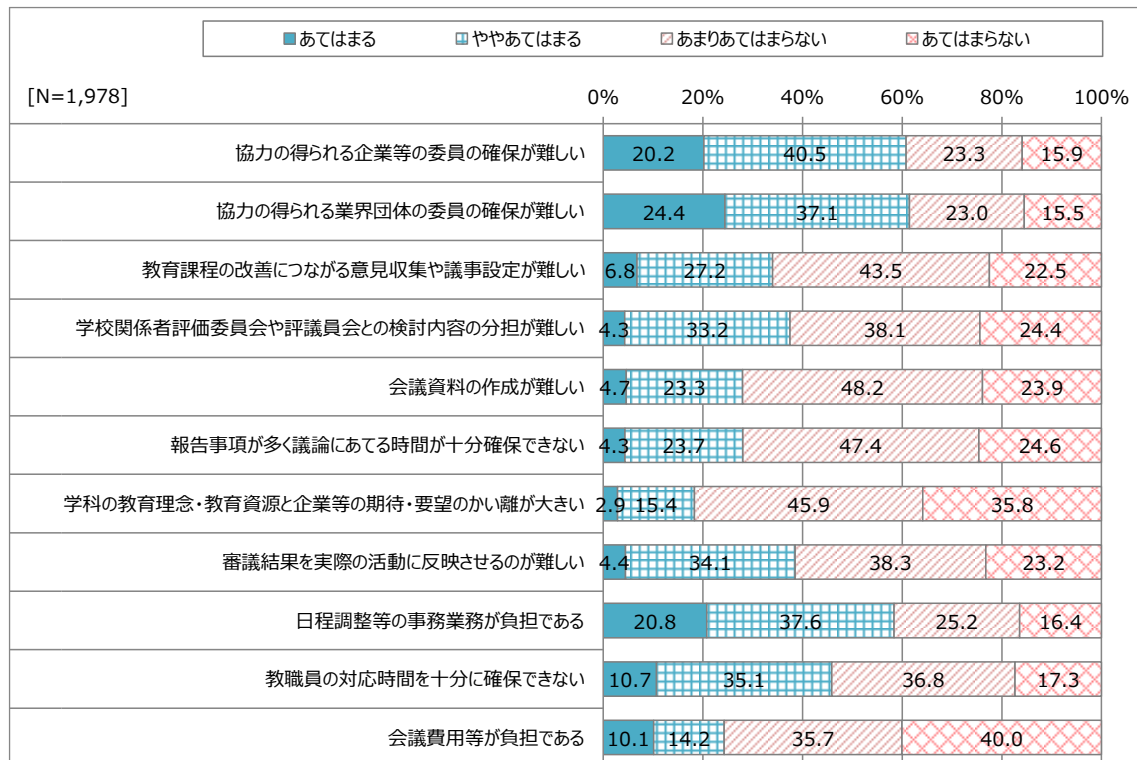 ■あてはまる ややあてはまる あまりあてはまらない あてはまらない
[N=1,978] 0% 20% 40% 60% 80% 100%
協力の得られる企業等の委員の確保が難しい 20.2 40.5 23.3 15.9
協力の得られる業界団体の委員の確保が難しい 24.4 37.1 23.0 15.5
教育課程の改善につながる意見収集や議事設定が難しい 6.8 27.2 43.5 22.5
学校関係者評価委員会や評議員会との検討内容の分担が難しい 4.3 33.2 38.1 24.4
会議資料の作成が難しい 4.7 23.3 48.2 23.9
報告事項が多く議論にあてる時間が十分確保できない 4.3 23.7 47.4 24.6
学科の教育理念・教育資源と企業等の期待・要望のかい離が大きい 2.9 15.4 45.9 35.8
審議結果を実際の活動に反映させるのが難しい 4.4 34.1 38.3 23.2
日程調整等の事務業務が負担である 20.8 37.6 25.2 16.4
教職員の対応時間を十分に確保できない 10.7 35.1 36.8 17.3
会議費用等が負担である 10.1 14.2 35.7 40.0